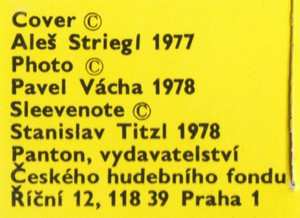 Cover ©
Aleš Striegl 1977
Photo ©
Pavel Vácha 1978
Sleevenote ©
Stanislav Titzl 1978
Panton, vydavatelství
Českého hudebního fondu
Říční 12, 118 39 Praha 1